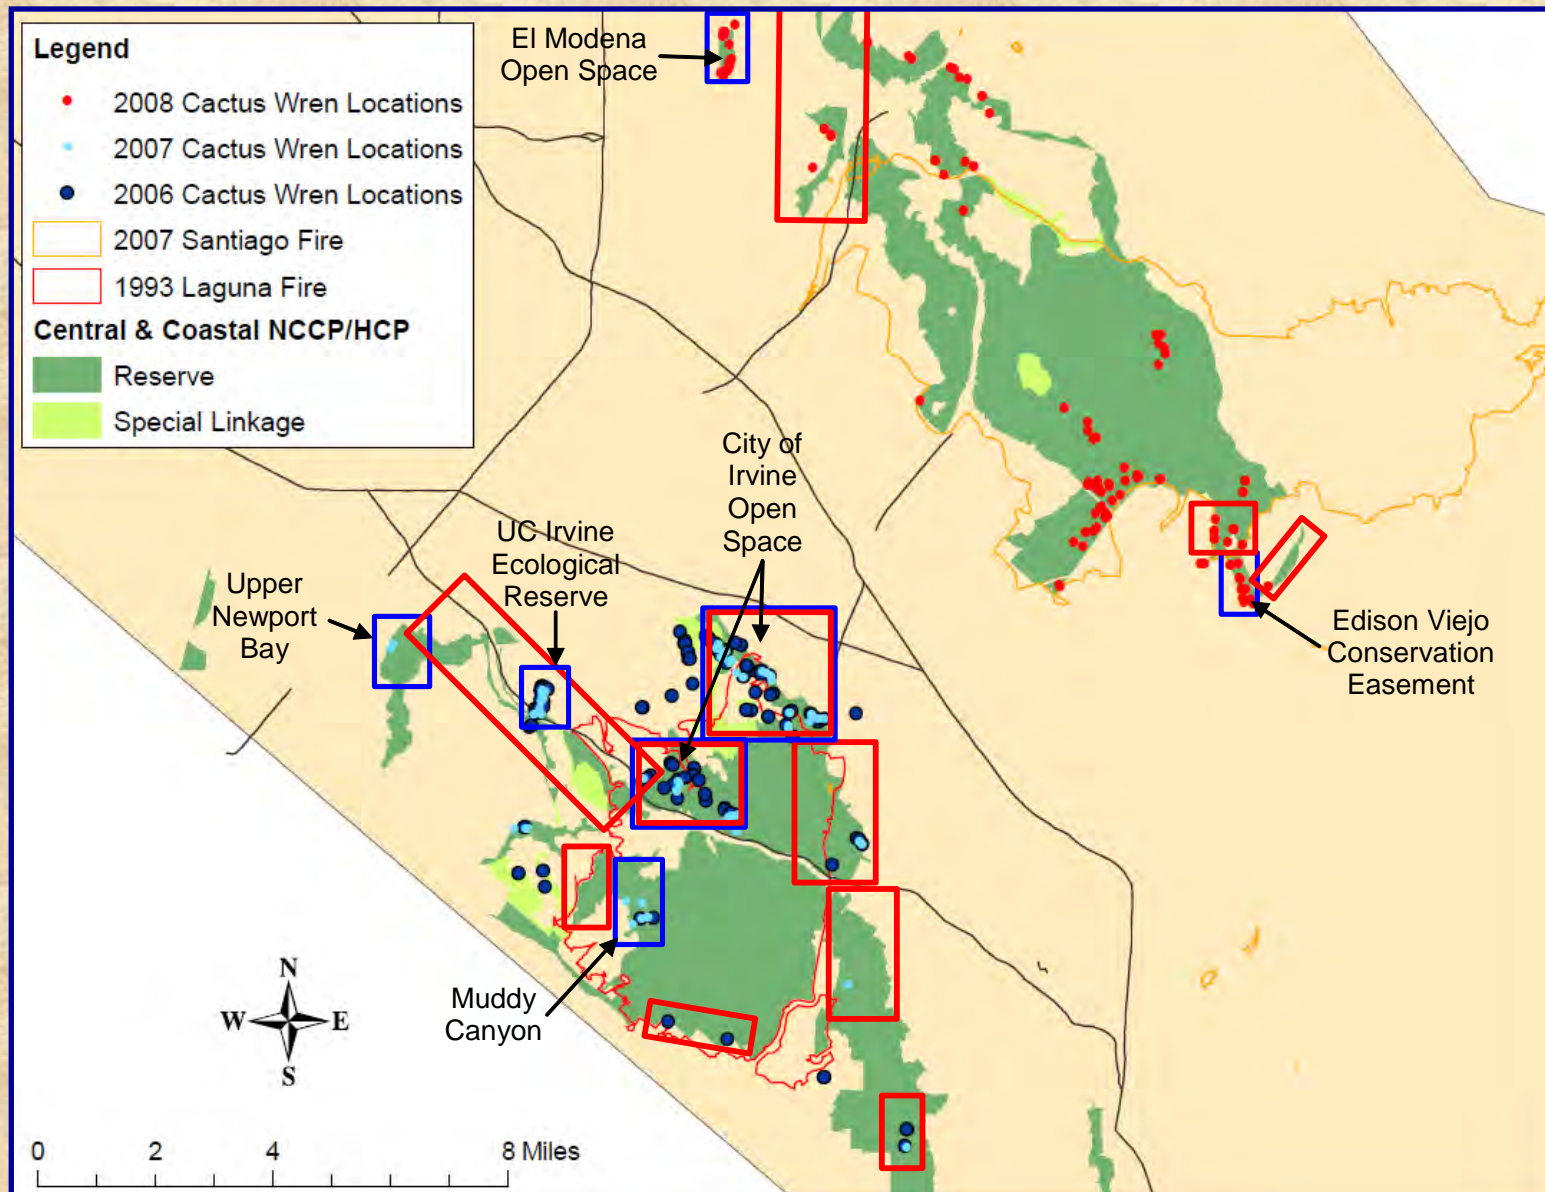 Legend
2008 Cactus Wren Locations
2007 Cactus Wren Locations
2006 Cactus Wren Locations
2007 Santiago Fire
1993 Laguna Fire
Central & Coastal NCCP/HCP
Reserve
Special Linkage
El Modena
Open Space
City of
Irvine
Open
Space
UC Irvine
Ecological
Reserve
Upper
Newport
Bay
Edison Viejo
Conservation
Easement
Muddy
Canyon
N
W
E
S
0 2 4 8 Miles